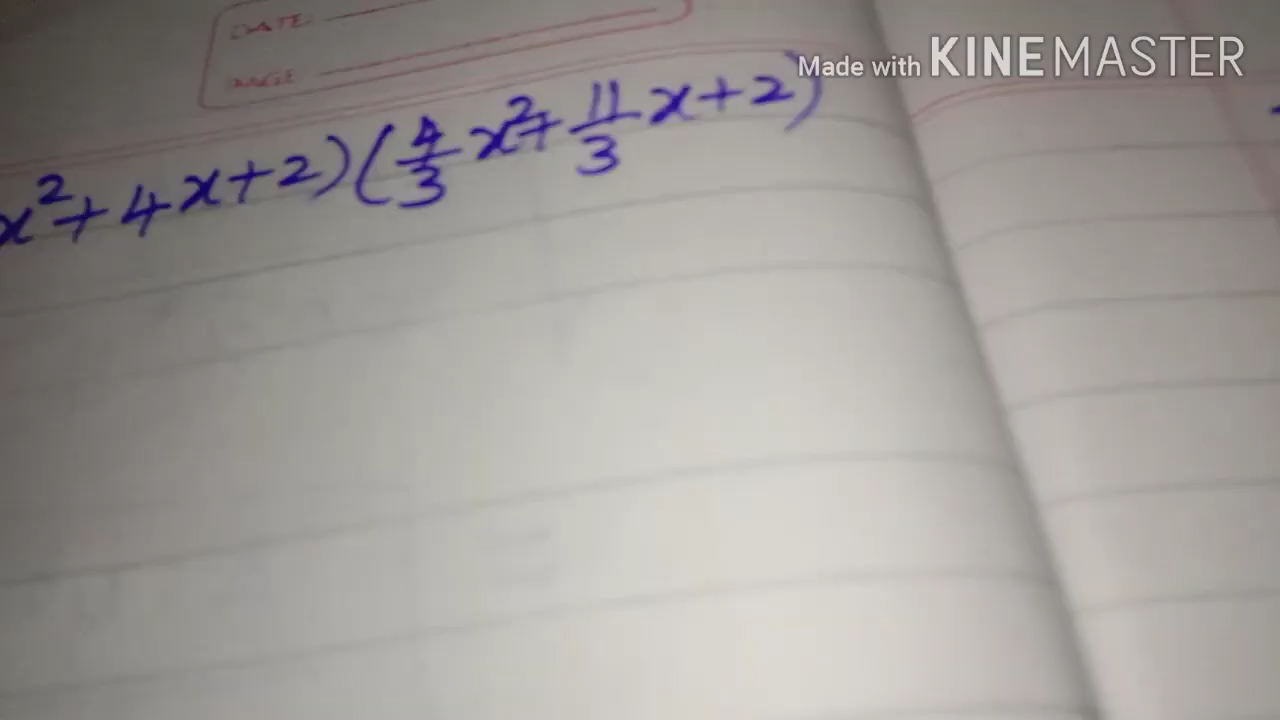 DATE:
PAGE:
Made with KINEMASTER
x²+4x+2)(4/3 x²+11/3 x+2)